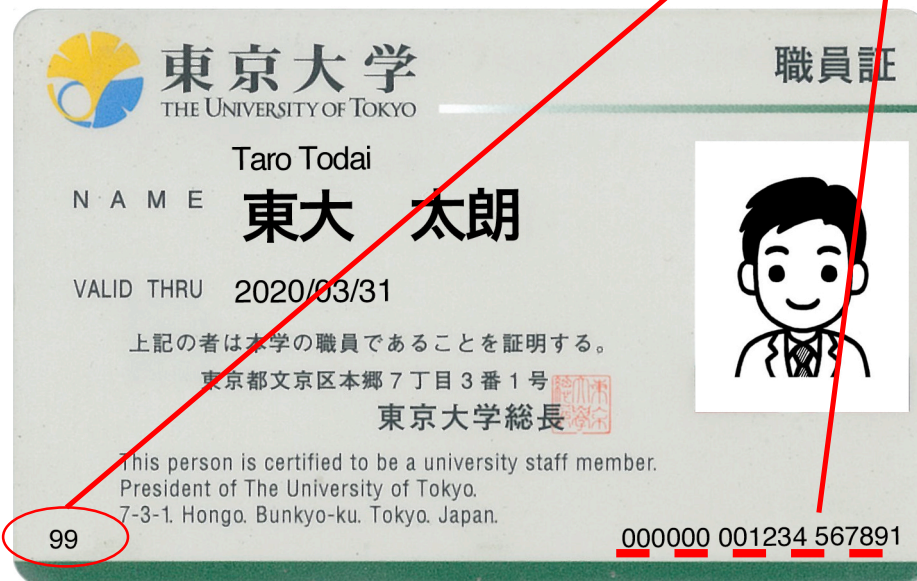 東京大学
THE UNIVERSITY OF TOKYO
職員証
Taro Todai
NAME 東大 太朗
VALID THRU 2020/03/31
上記の者は本学の職員であることを証明する。
東京都文京区本郷7丁目3番1号
東京大学総長
This person is certified to be a university staff member.
President of The University of Tokyo.
7-3-1. Hongo. Bunkyo-ku. Tokyo. Japan.
99
000000 001234 567891